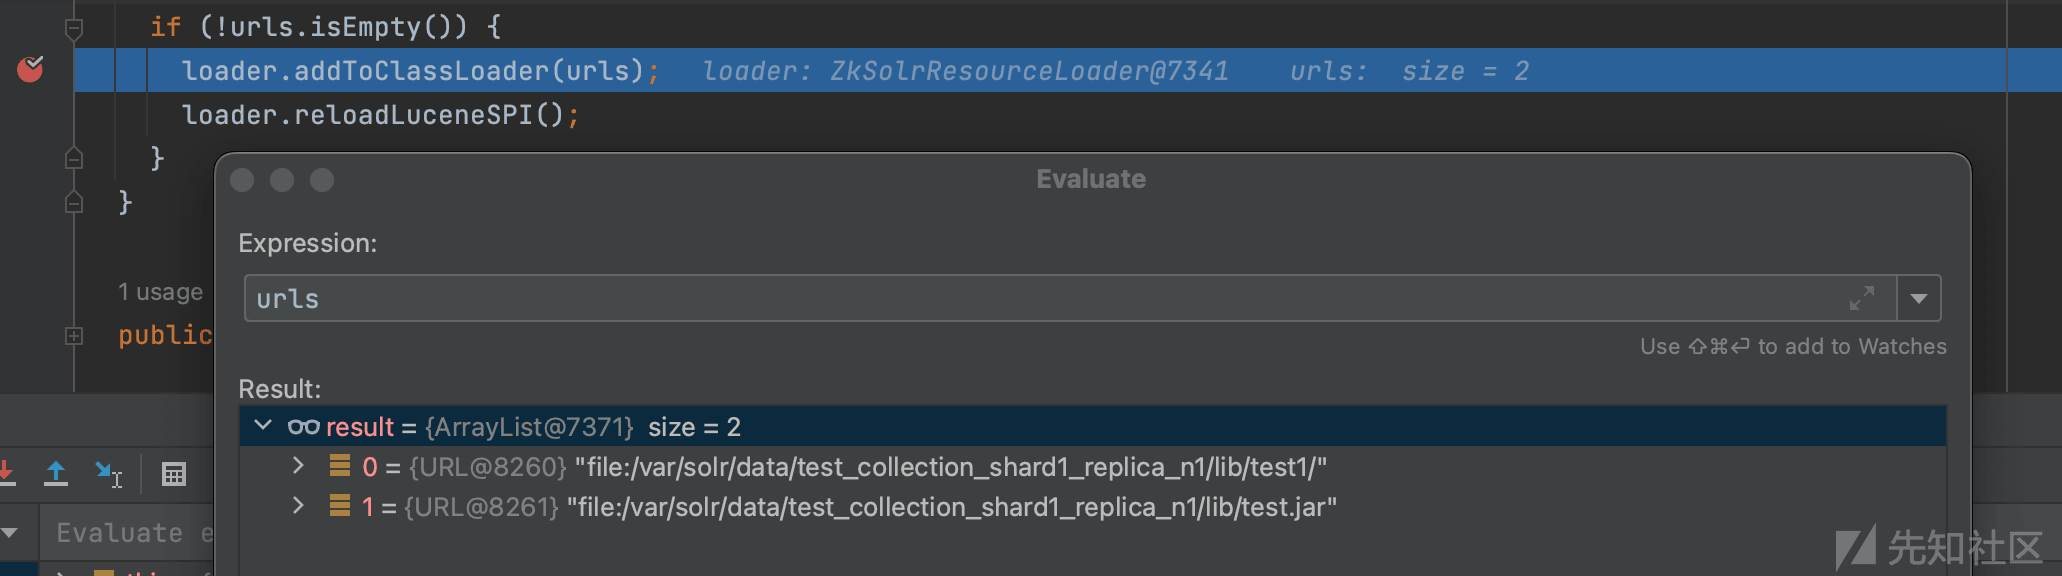 if (!urls.isEmpty()) {
loader.addToClassLoader(urls); loader: ZkSolrResourceLoader@7341 urls: size = 2
loader.reloadLuceneSPI();
}
}
Evaluate
Expression:
1 usage
urls
public
Use ⇧⌘⏎ to add to Watches
Result:
result = {ArrayList@7371} size = 2
0 = {URL@8260} "file:/var/solr/data/test_collection_shard1_replica_n1/lib/test1/"
1 = {URL@8261} "file:/var/solr/data/test_collection_shard1_replica_n1/lib/test.jar"
Evaluate e
先知社区